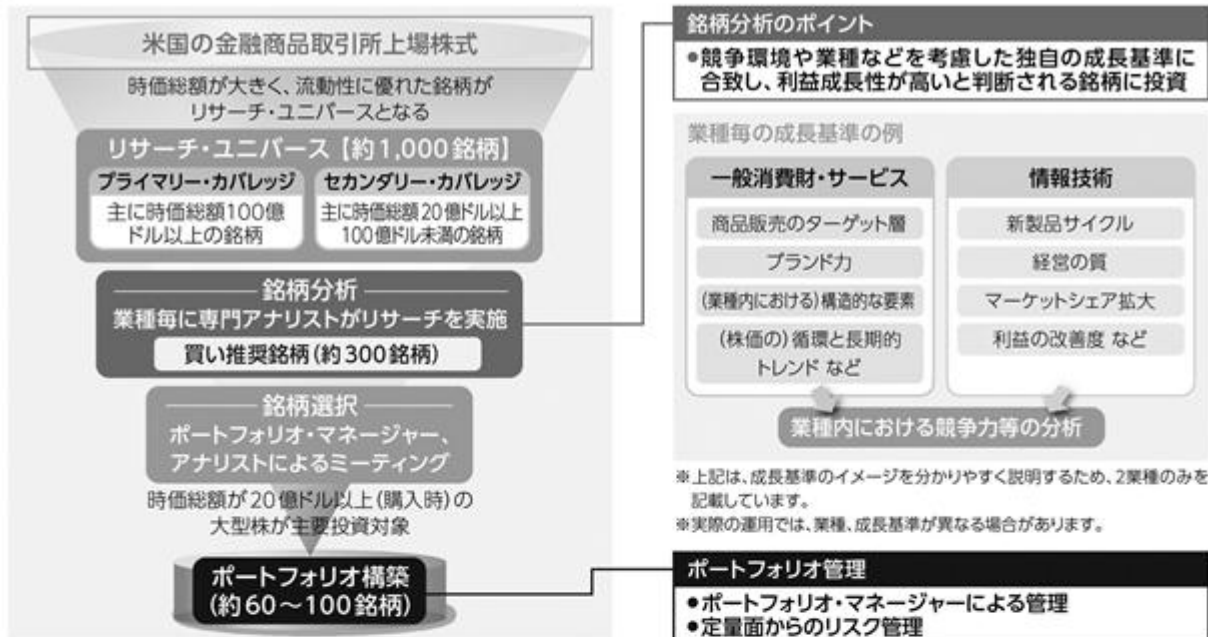 米国の金融商品取引所上場株式
時価総額が大きく、流動性に優れた銘柄が
リサーチ・ユニバースとなる
リサーチ・ユニバース【約1,000銘柄】
プライマリー・カバレッジ
主に時価総額100億
ドル以上の銘柄
セカンダリー・カバレッジ
主に時価総額20億ドル以上
100億ドル未満の銘柄
銘柄分析
業種毎に専門アナリストがリサーチを実施
買い推奨銘柄(約300銘柄)
銘柄選択
ポートフォリオ・マネージャー、
アナリストによるミーティング
時価総額が20億ドル以上(購入時)の
大型株が主要投資対象
ポートフォリオ構築
(約60～100銘柄)
銘柄分析のポイント
●競争環境や業種などを考慮した独自の成長基準に
合致し、利益成長性が高いと判断される銘柄に投資
業種毎の成長基準の例
一般消費財・サービス
商品販売のターゲット層
ブランド力
(業種内における)構造的な要素
(株価の)循環と長期的
トレンド など
情報技術
新製品サイクル
経営の質
マーケットシェア拡大
利益の改善度 など
業種内における競争力等の分析
※上記は、成長基準のイメージを分かりやすく説明するため、2業種のみを
記載しています。
※実際の運用では、業種、成長基準が異なる場合があります。
ポートフォリオ管理
●ポートフォリオ・マネージャーによる管理
●定量面からのリスク管理